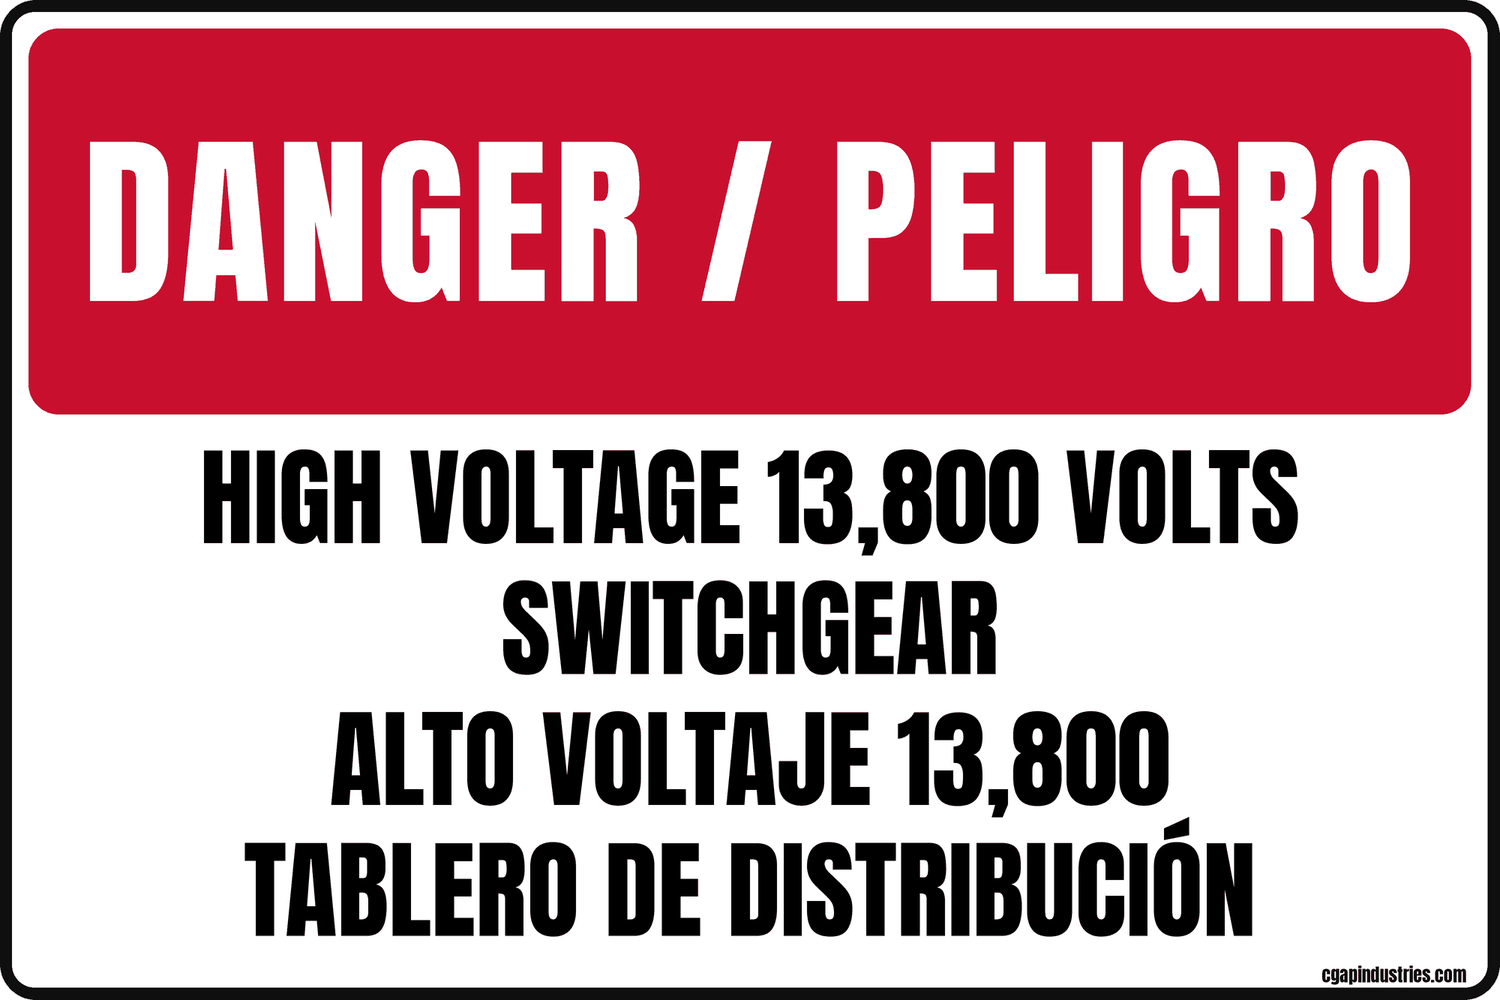 DANGER / PELIGRO
HIGH VOLTAGE 13,800 VOLTS
SWITCHGEAR
ALTO VOLTAJE 13,800
TABLERO DE DISTRIBUCIÓN
cgapindustries.com